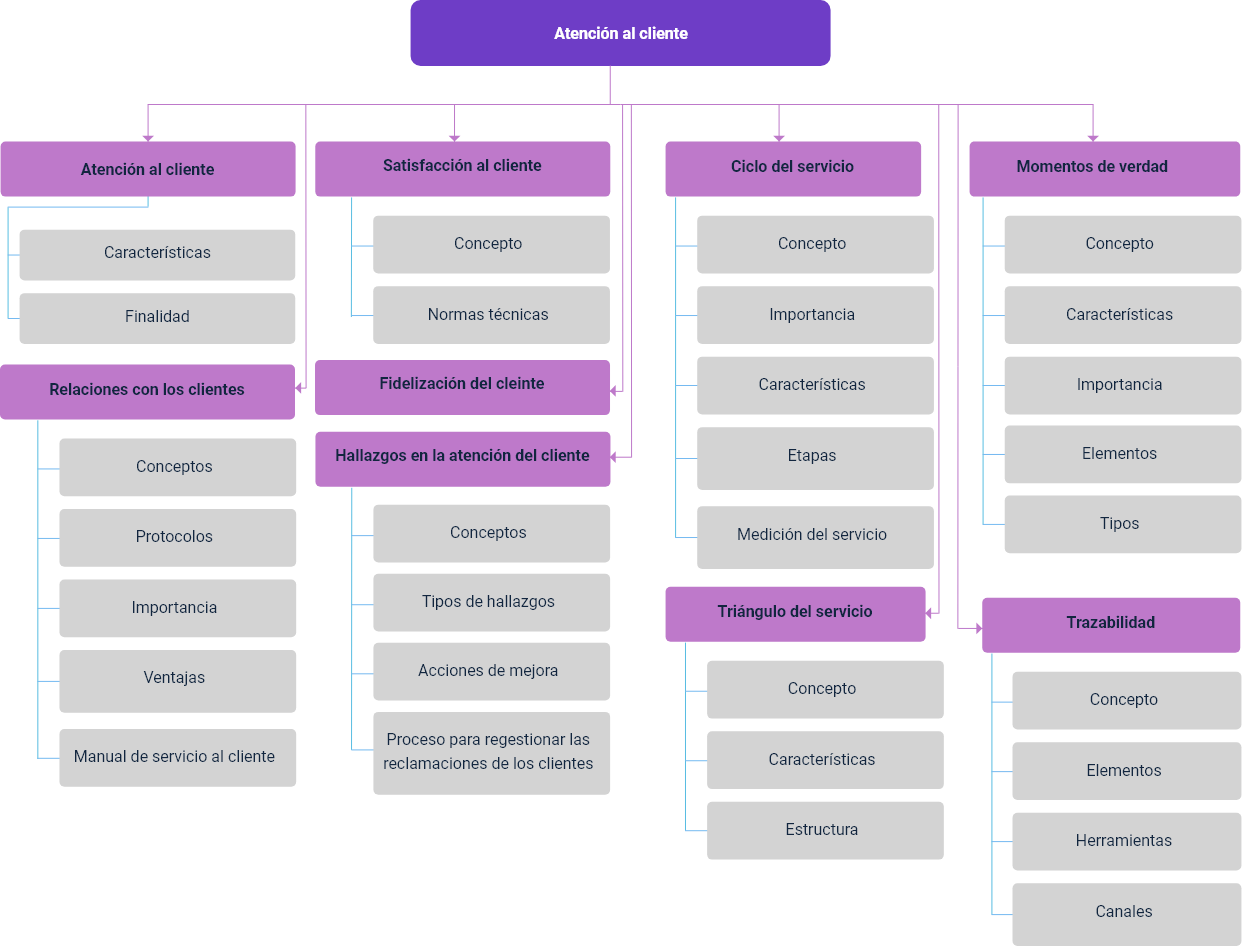 Atención al cliente
Atención al cliente
Características
Finalidad
Relaciones con los clientes
Conceptos
Protocolos
Importancia
Ventajas
Manual de servicio al cliente
Satisfacción al cliente
Concepto
Normas técnicas
Fidelización del cleinte
Hallazgos en la atención del cliente
Conceptos
Tipos de hallazgos
Acciones de mejora
Proceso para regestionar las
reclamaciones de los clientes
Ciclo del servicio
Concepto
Importancia
Características
Etapas
Medición del servicio
Triángulo del servicio
Concepto
Características
Estructura
Momentos de verdad
Concepto
Características
Importancia
Elementos
Tipos
Trazabilidad
Concepto
Elementos
Herramientas
Canales